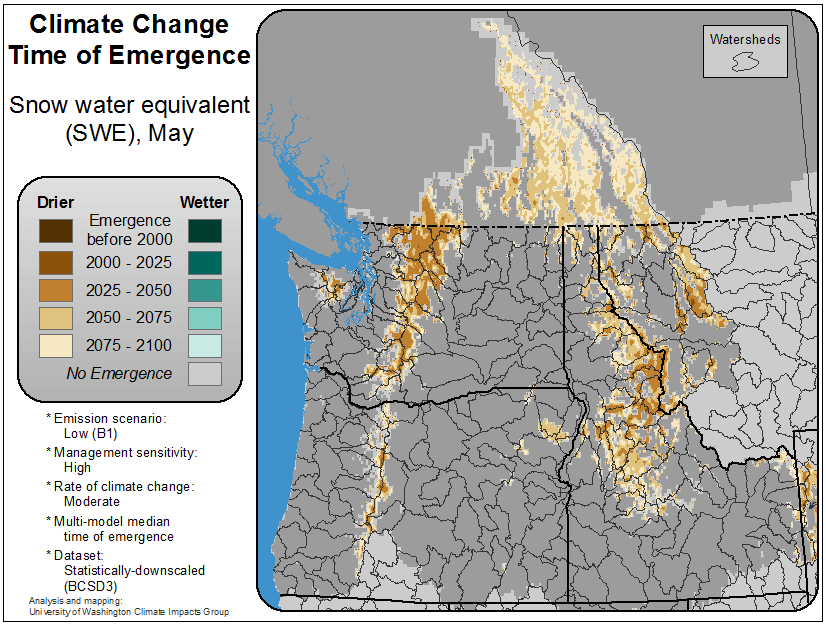 Climate Change
Time of Emergence
Snow water equivalent
(SWE), May
Drier
Wetter
Emergence
before 2000
2000 - 2025
2025 - 2050
2050 - 2075
2075 - 2100
No Emergence
* Emission scenario:
Low (B1)
* Management sensitivity:
High
* Rate of climate change:
Moderate
* Multi-model median
time of emergence
* Dataset:
Statistically-downscaled
(BCSD3)
Analysis and mapping:
University of Washington Climate Impacts Group
Watersheds